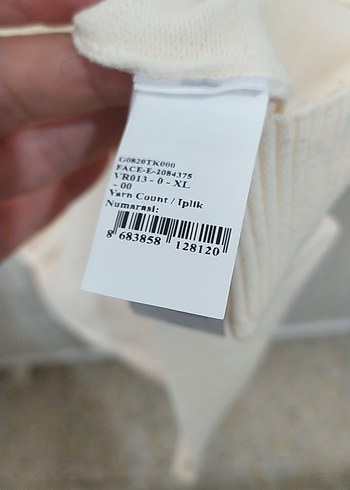 G0820TK000
FACE-E-2084375
VR013 - 0 - XL
- 00
Yarn Count / İplik
Numarası:
8 683858 128120